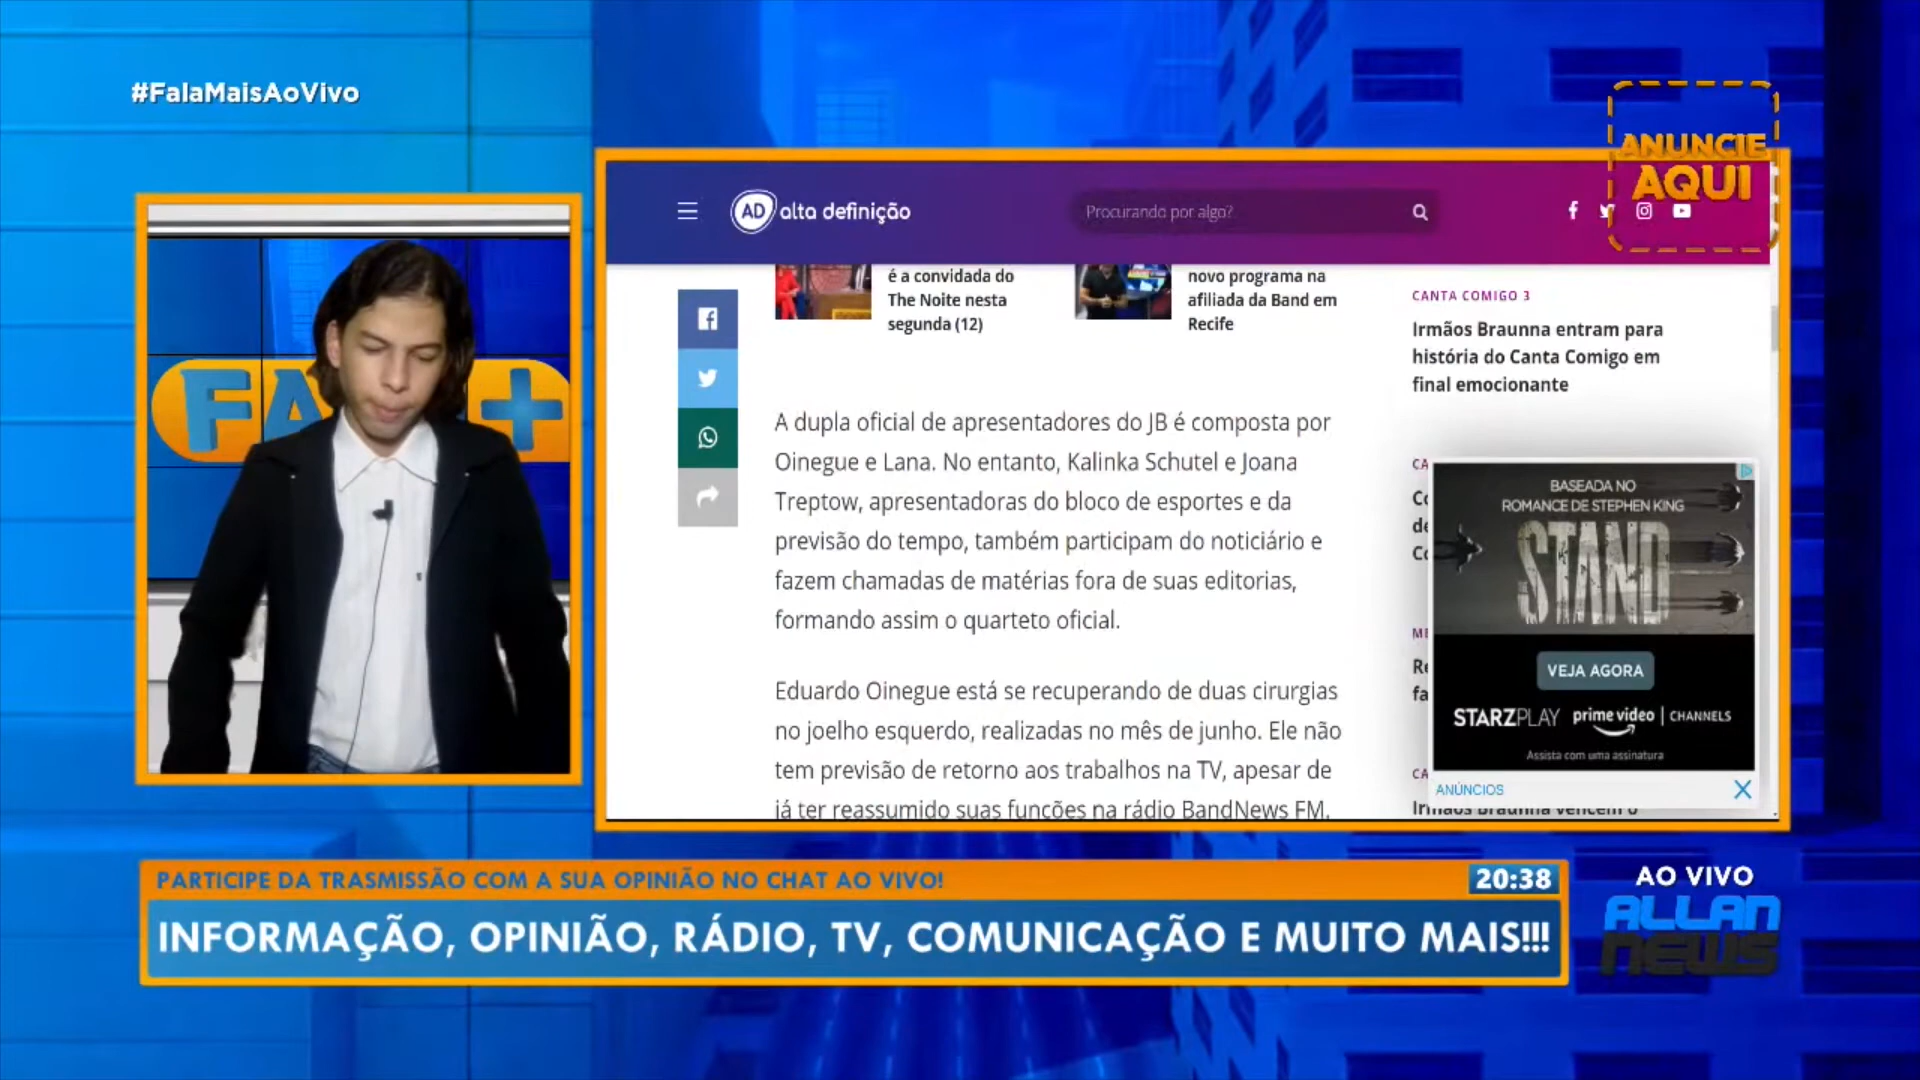 #FalaMaisAoVivo
ANUNCIE
AQUI
AD alta definição
Procurando por algo?
é a convidada do
The Noite nesta
segunda (12)
novo programa na
afiliada da Band em
Recife
CANTA COMIGO 3
Irmãos Braunna entram para
história do Canta Comigo em
final emocionante
A dupla oficial de apresentadores do JB é composta por
Oinegue e Lana. No entanto, Kalinka Schutel e Joana
Treptow, apresentadoras do bloco de esportes e da
previsão do tempo, também participam do noticiário e
fazem chamadas de matérias fora de suas editorias,
formando assim o quarteto oficial.
Eduardo Oinegue está se recuperando de duas cirurgias
no joelho esquerdo, realizadas no mês de junho. Ele não
tem previsão de retorno aos trabalhos na TV, apesar de
já ter reassumido suas funções na rádio BandNews FM.
BASEADA NO
ROMANCE DE STEPHEN KING
STAND
VEJA AGORA
STARZPLAY prime video | CHANNELS
Assista com uma assinatura
ANÚNCIOS
Irmãos Braunna vencem o
FA +
PARTICIPE DA TRASMISSÃO COM A SUA OPINIÃO NO CHAT AO VIVO!
20:38
INFORMAÇÃO, OPINIÃO, RÁDIO, TV, COMUNICAÇÃO E MUITO MAIS!!!
AO VIVO
ALLAN
NEWS